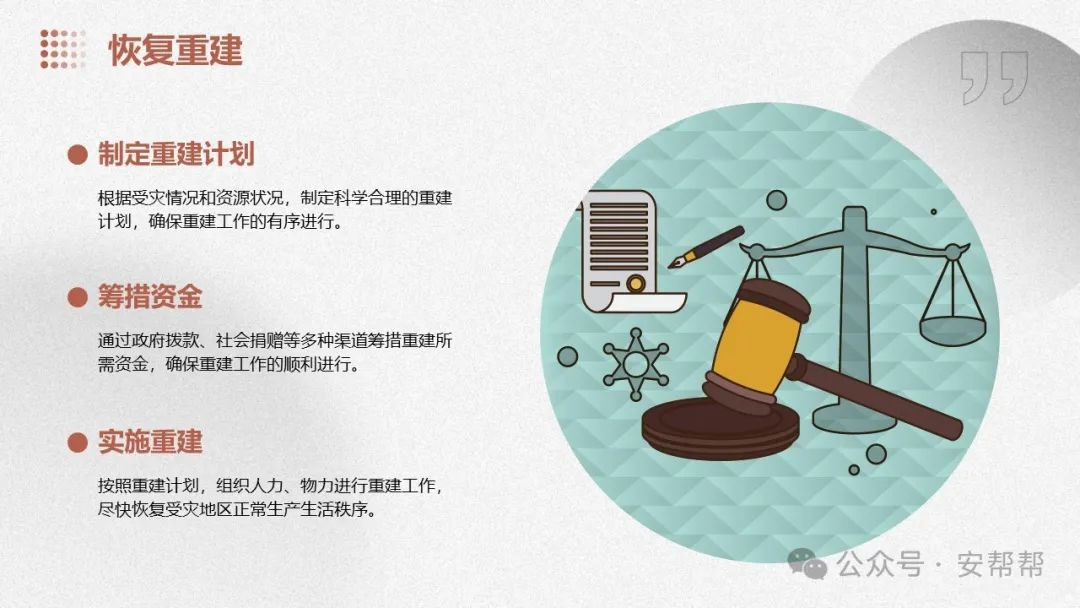 恢复重建
制定重建计划
根据受灾情况和资源状况，制定科学合理的重建
计划，确保重建工作的有序进行。
筹措资金
通过政府拨款、社会捐赠等多种渠道筹措重建所
需资金，确保重建工作的顺利进行。
实施重建
按照重建计划，组织人力、物力进行重建工作，
尽快恢复受灾地区正常生产生活秩序。
公众号·安帮帮